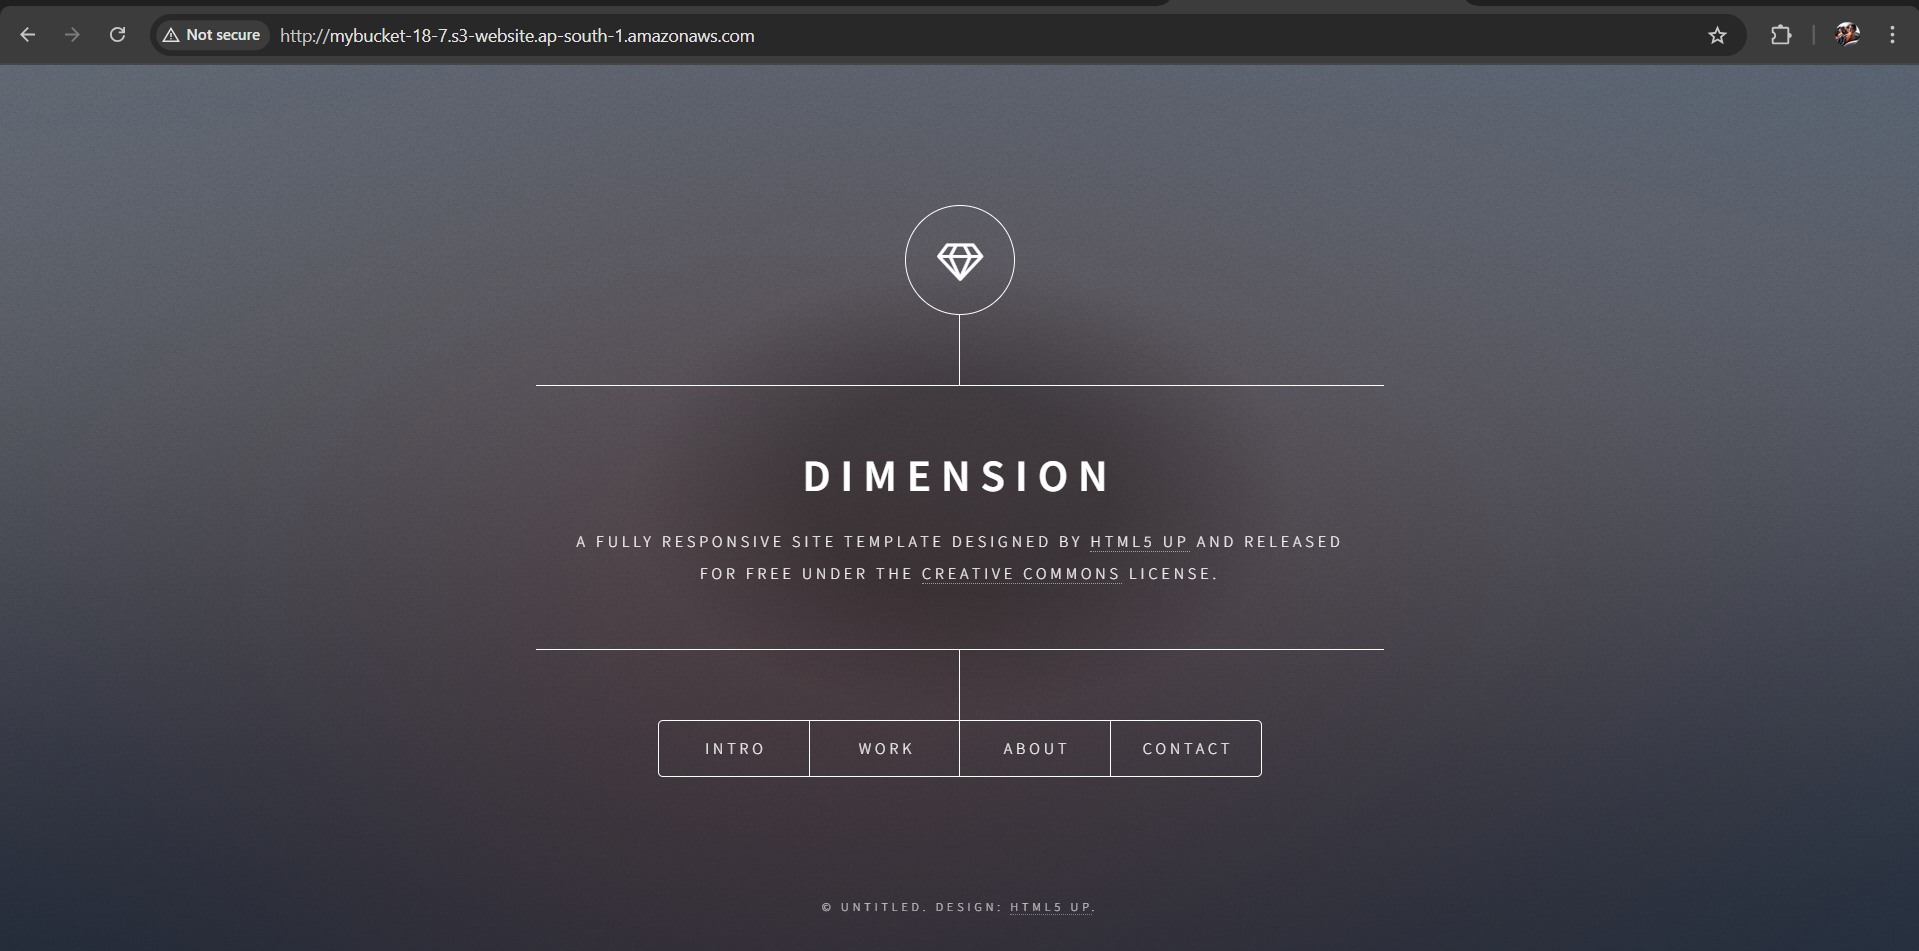 Not secure http://mybucket-18-7.s3-website.ap-south-1.amazonaws.com
DIMENSION
A FULLY RESPONSIVE SITE TEMPLATE DESIGNED BY HTML5 UP AND RELEASED
FOR FREE UNDER THE CREATIVE COMMONS LICENSE.
INTRO WORK ABOUT CONTACT
© UNTITLED. DESIGN: HTML5 UP.